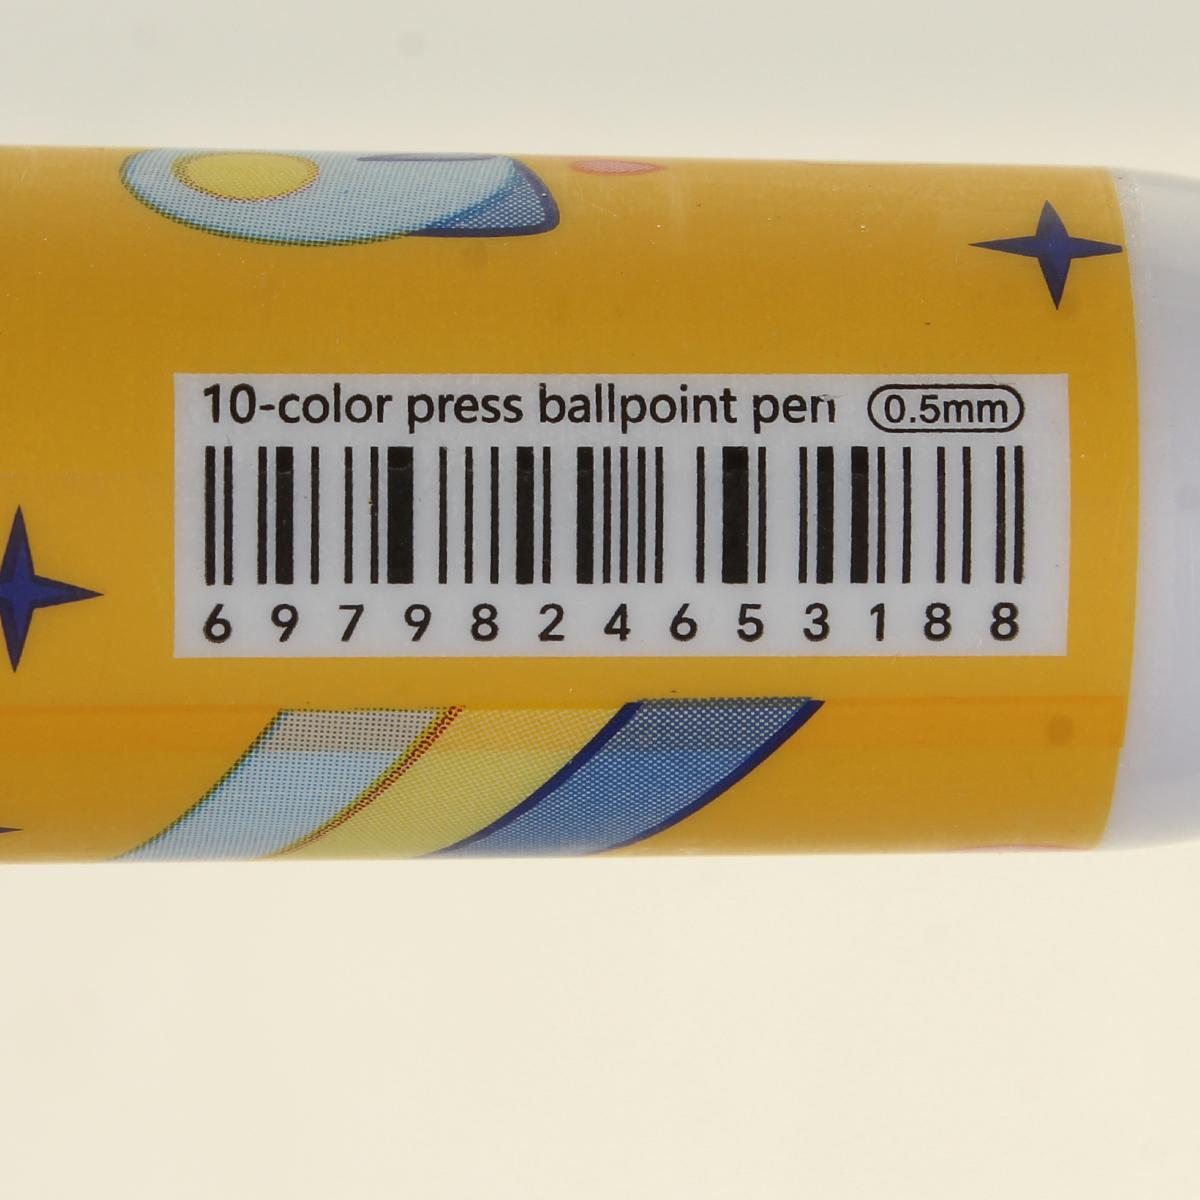 10-color press ballpoint pen 0.5mm
6979824653188